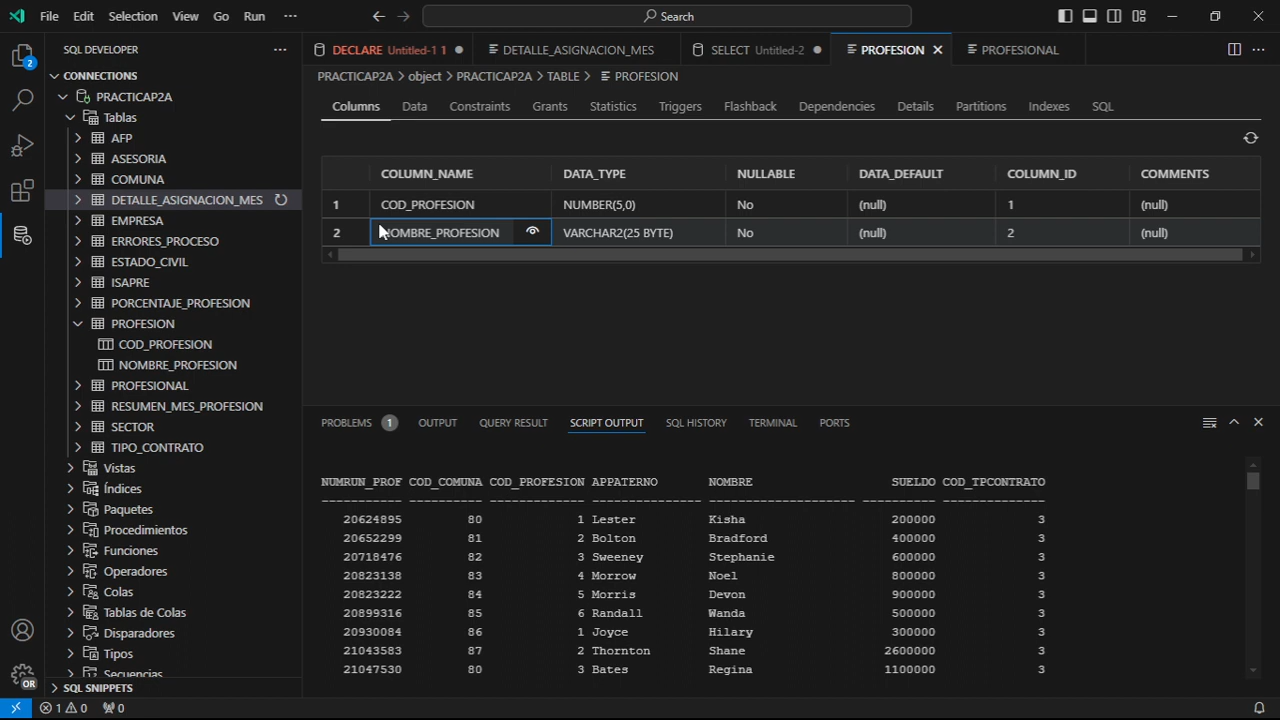 File Edit Selection View Go Run ··· Search
SQL DEVELOPER ···
CONNECTIONS
PRACTICAP2A
Tablas
AFP
ASESORIA
COMUNA
DETALLE_ASIGNACION_MES
EMPRESA
ERRORES_PROCESO
ESTADO_CIVIL
ISAPRE
PORCENTAJE_PROFESION
PROFESION
COD_PROFESION
NOMBRE_PROFESION
PROFESIONAL
RESUMEN_MES_PROFESION
SECTOR
TIPO_CONTRATO
Vistas
Índices
Paquetes
Procedimientos
Funciones
Operadores
Colas
Tablas de Colas
Disparadores
Tipos
Secuencias
SQL SNIPPETS
2
OR
DECLARE Untitled-1 1 DETALLE_ASIGNACION_MES SELECT Untitled-2 PROFESION PROFESIONAL ···
PRACTICAP2A > object > PRACTICAP2A > TABLE > PROFESION
Columns Data Constraints Grants Statistics Triggers Flashback Dependencies Details Partitions Indexes SQL
COLUMN_NAME DATA_TYPE NULLABLE DATA_DEFAULT COLUMN_ID COMMENTS
1 COD_PROFESION NUMBER(5,0) No (null) 1 (null)
2 NOMBRE_PROFESION VARCHAR2(25 BYTE) No (null) 2 (null)
PROBLEMS 1 OUTPUT QUERY RESULT SCRIPT OUTPUT SQL HISTORY TERMINAL PORTS
NUMRUN_PROF COD_COMUNA COD_PROFESION APPATERNO NOMBRE SUELDO COD_TPCONTRATO
----------- ---------- ------------- --------------- -------------------- ---------- --------------
20624895 80 1 Lester Kisha 200000 3
20652299 81 2 Bolton Bradford 400000 3
20718476 82 3 Sweeney Stephanie 600000 3
20823138 83 4 Morrow Noel 800000 3
20823222 84 5 Morris Devon 900000 3
20899316 85 6 Randall Wanda 500000 3
20930084 86 1 Joyce Hilary 300000 3
21043583 87 2 Thornton Shane 2600000 3
21047530 80 3 Bates Regina 1100000 3
1 0 0